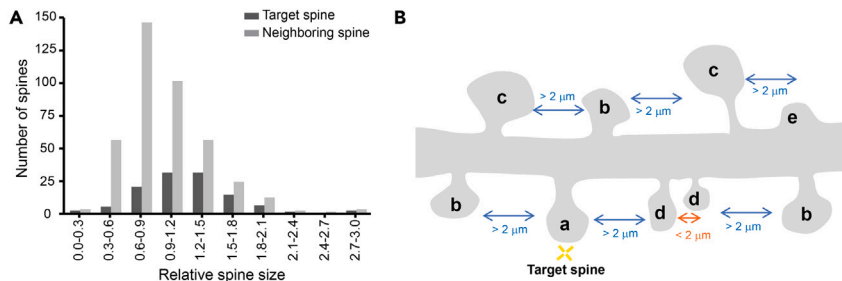 A
Target spine
Neighboring spine
Number of spines
150
125
100
75
50
25
0
0.0-0.3
0.3-0.6
0.6-0.9
0.9-1.2
1.2-1.5
1.5-1.8
1.8-2.1
2.1-2.4
2.4-2.7
2.7-3.0
Relative spine size
B
c
> 2 μm
b
> 2 μm
c
> 2 μm
e
b
> 2 μm
a
> 2 μm
d
d
< 2 μm
> 2 μm
b
Target spine